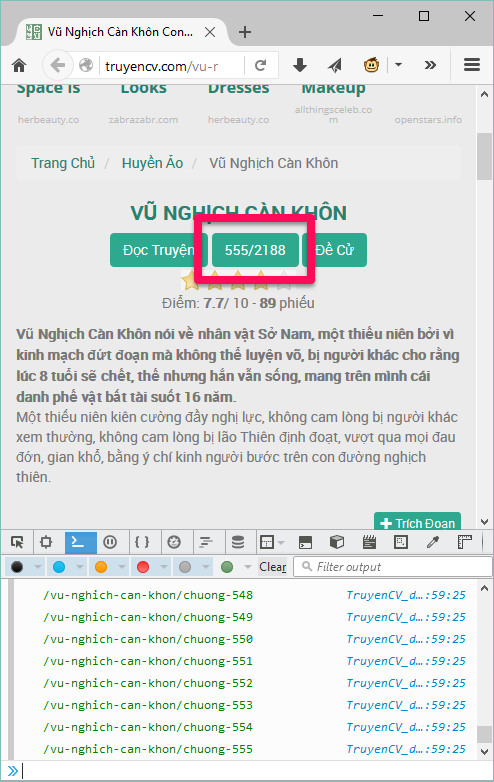 Vũ Nghịch Càn Khôn Con...
truyencv.com/vu-r
Space is Looks Dresses Makeup
herbeauty.co zabrazabr.com herbeauty.co allthingsceleb.co
m openstars.info
Trang Chủ / Huyền Ảo / Vũ Nghịch Càn Khôn
VŨ NGHỊCH CÀN KHÔN
Đọc Truyện 555/2188 Đề Cử
Điểm: 7.7/ 10 - 89 phiếu
Vũ Nghịch Càn Khôn nói về nhân vật Sở Nam, một thiếu niên bởi vì
kinh mạch đứt đoạn mà không thể luyện võ, bị người khác cho rằng
lúc 8 tuổi sẽ chết, thế nhưng hắn vẫn sống, mang trên mình cái
danh phế vật bất tài suốt 16 năm.
Một thiếu niên kiên cường đầy nghị lực, không cam lòng bị người khác
xem thường, không cam lòng bị lão Thiên định đoạt, vượt qua mọi đau
đớn, gian khổ, bằng ý chí kinh người bước trên con đường nghịch
thiên.
+ Trích Đoạn
Clear Filter output
/vu-nghich-can-khon/chuong-548 TruyenCV_d…:59:25
/vu-nghich-can-khon/chuong-549 TruyenCV_d…:59:25
/vu-nghich-can-khon/chuong-550 TruyenCV_d…:59:25
/vu-nghich-can-khon/chuong-551 TruyenCV_d…:59:25
/vu-nghich-can-khon/chuong-552 TruyenCV_d…:59:25
/vu-nghich-can-khon/chuong-553 TruyenCV_d…:59:25
/vu-nghich-can-khon/chuong-554 TruyenCV_d…:59:25
/vu-nghich-can-khon/chuong-555 TruyenCV_d…:59:25